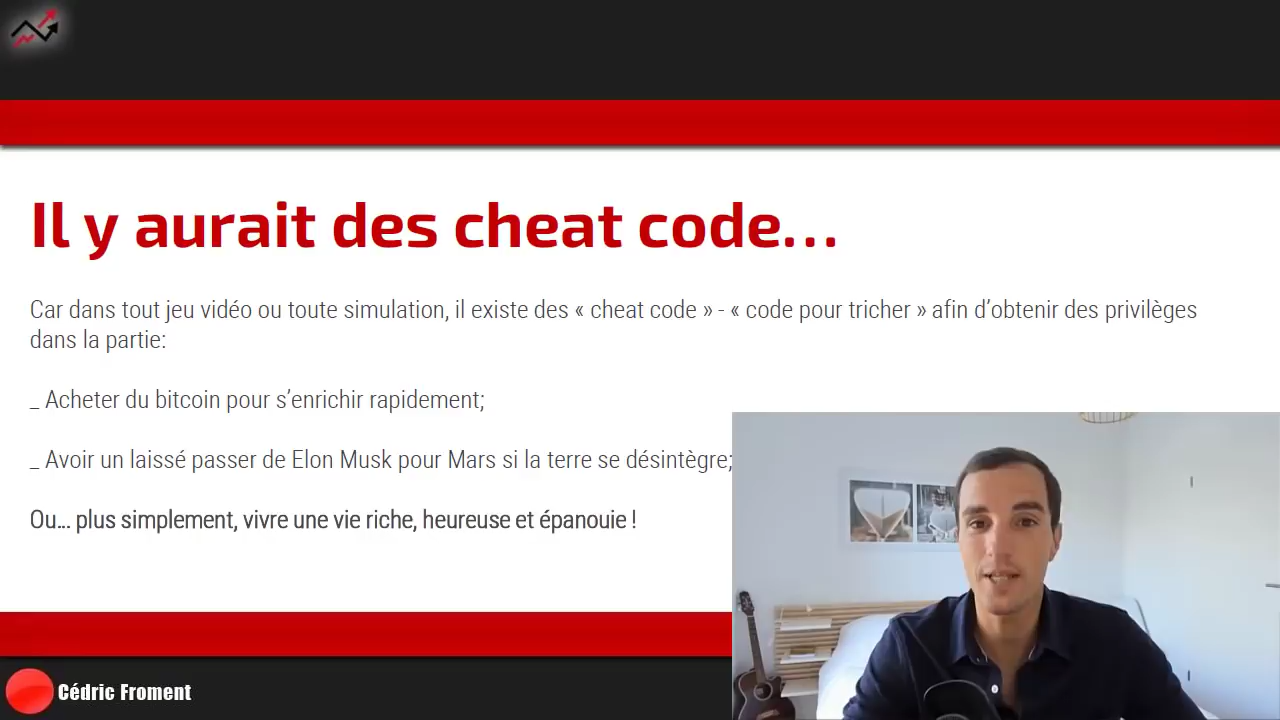 Il y aurait des cheat code…
Car dans tout jeu vidéo ou toute simulation, il existe des « cheat code » - « code pour tricher » afin d’obtenir des privilèges
dans la partie:
_ Acheter du bitcoin pour s’enrichir rapidement;
_ Avoir un laissé passer de Elon Musk pour Mars si la terre se désintègre;
Ou… plus simplement, vivre une vie riche, heureuse et épanouie !
Cédric Froment